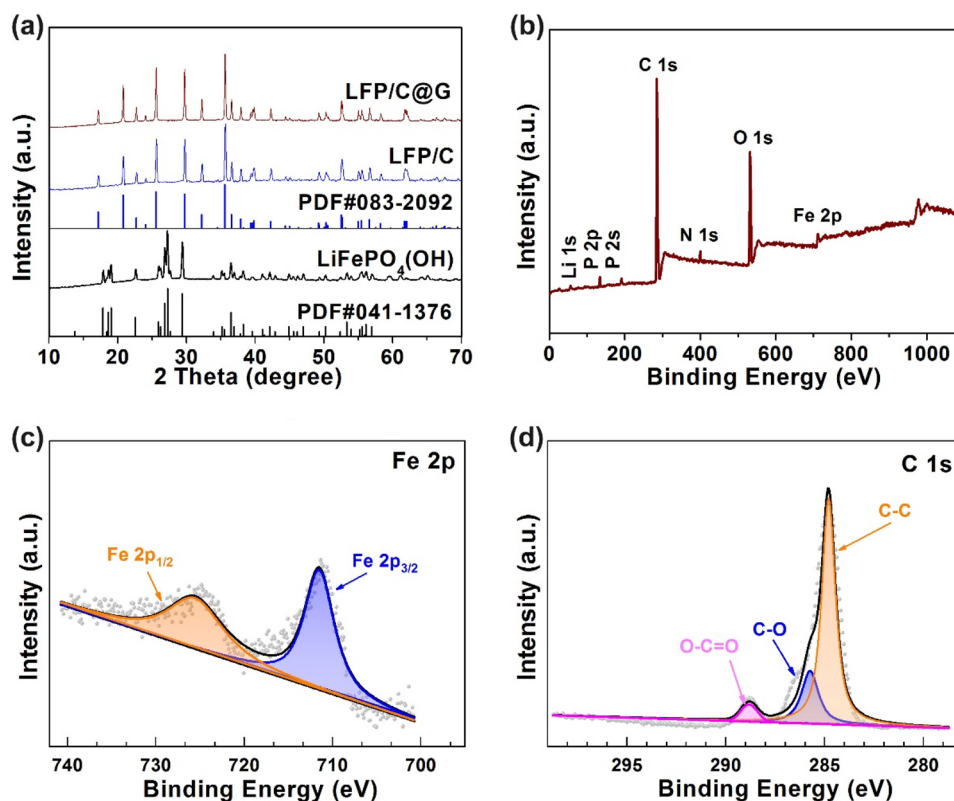 (a)
Intensity (a.u.)
LFP/C@G
LFP/C
PDF#083-2092
LiFePO₄(OH)
PDF#041-1376
10 20 30 40 50 60 70
2 Theta (degree)
(b)
Intensity (a.u.)
Li 1s
P 2p
P 2s
C 1s
N 1s
O 1s
Fe 2p
0 200 400 600 800 1000
Binding Energy (eV)
(c)
Intensity (a.u.)
Fe 2p
Fe 2p₁/₂
Fe 2p₃/₂
740 730 720 710 700
Binding Energy (eV)
(d)
Intensity (a.u.)
C 1s
C-C
C-O
O-C=O
295 290 285 280
Binding Energy (eV)